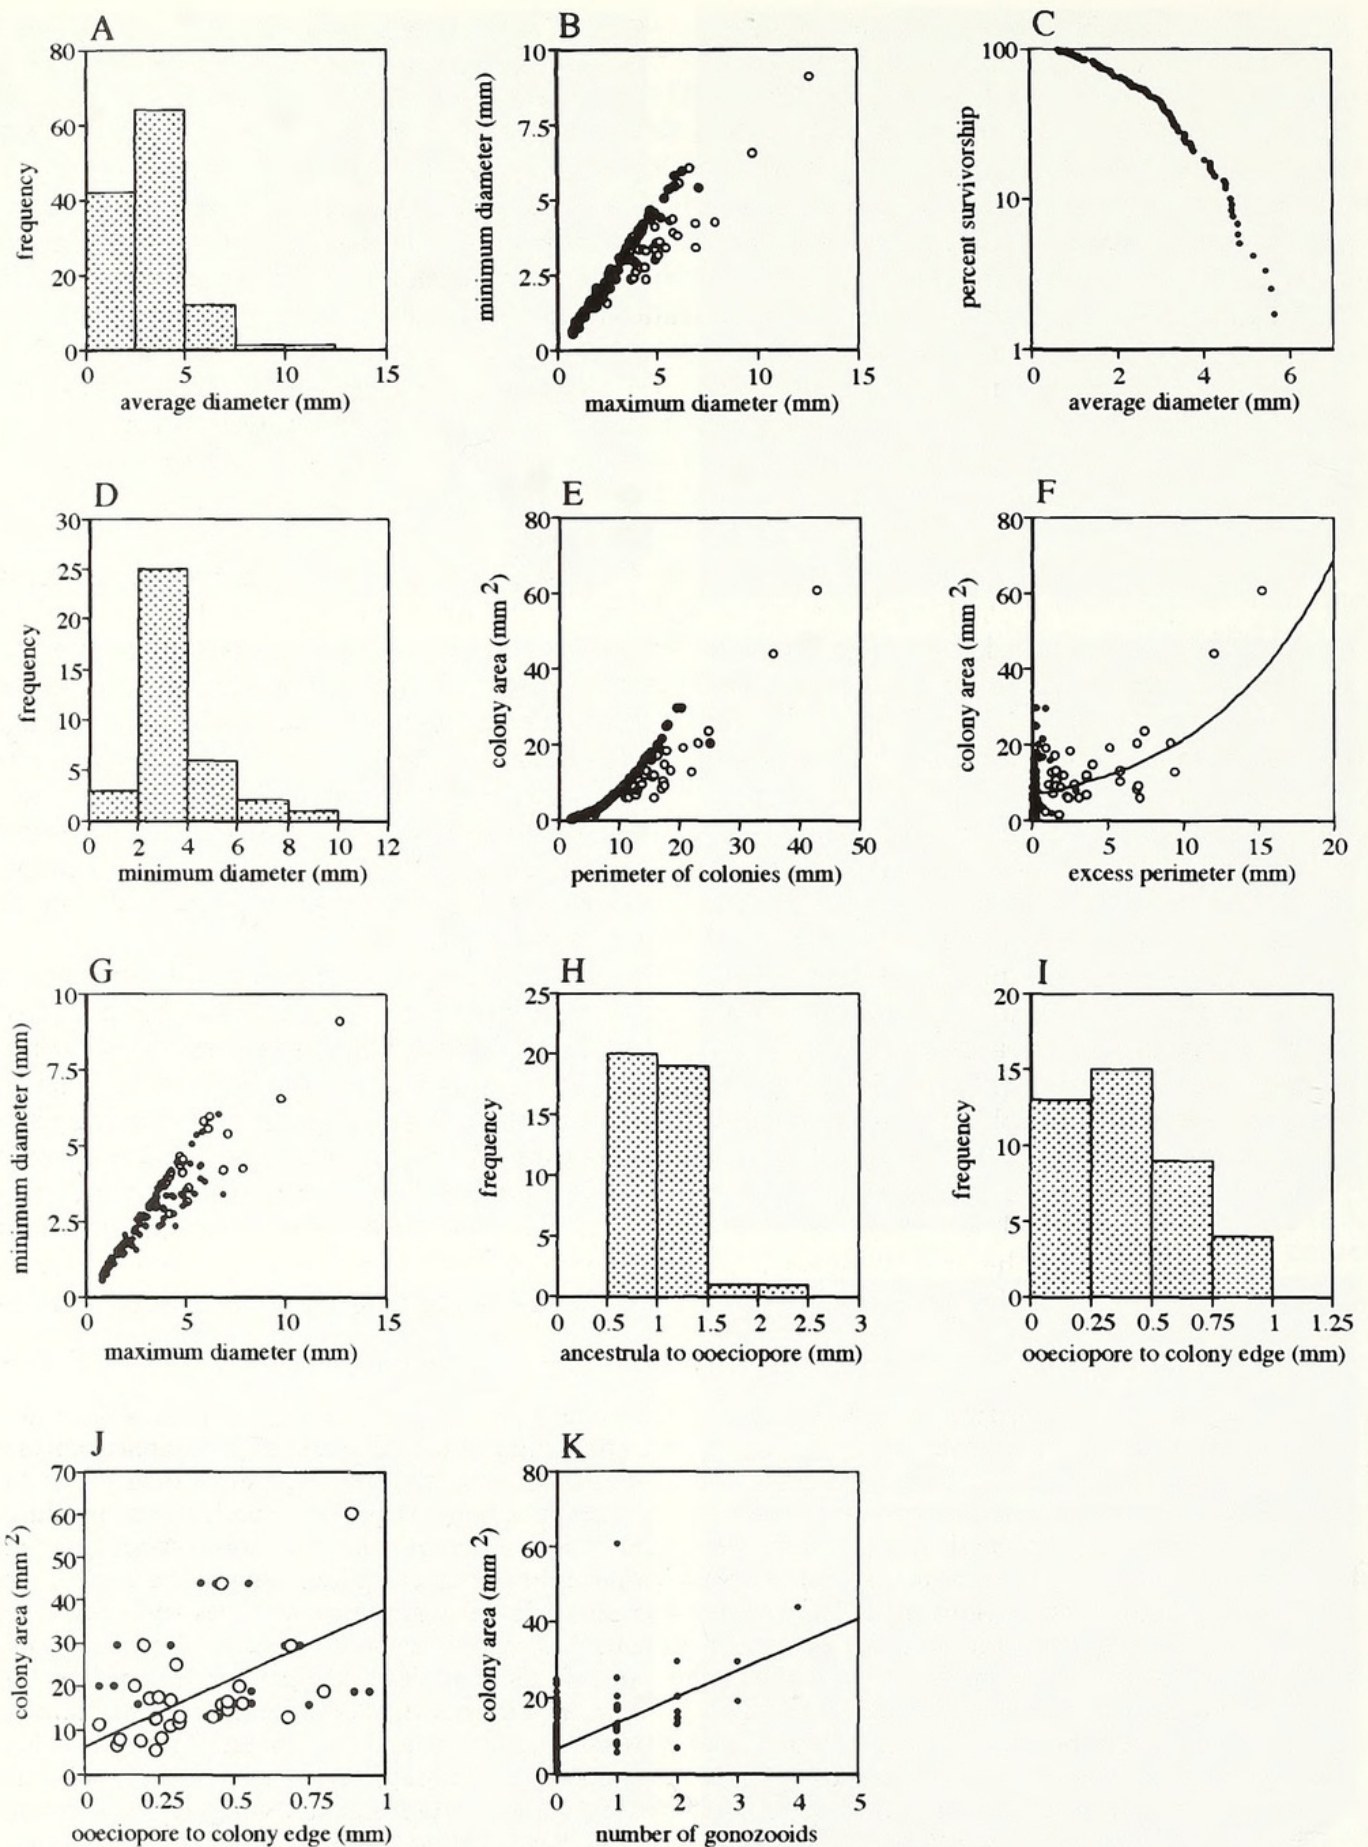 A
80
60
40
20
0
frequency
0 5 10 15
average diameter (mm)
B
10
7.5
5
2.5
0
minimum diameter (mm)
0 5 10 15
maximum diameter (mm)
C
100
10
1
percent survivorship
0 2 4 6
average diameter (mm)
D
30
25
20
15
10
5
0
frequency
0 2 4 6 8 10 12
minimum diameter (mm)
E
80
60
40
20
0
colony area (mm 2)
0 10 20 30 40 50
perimeter of colonies (mm)
F
80
60
40
20
0
colony area (mm 2)
0 5 10 15 20
excess perimeter (mm)
G
10
7.5
5
2.5
0
minimum diameter (mm)
0 5 10 15
maximum diameter (mm)
H
25
20
15
10
5
0
frequency
0 0.5 1 1.5 2 2.5 3
ancestrula to ooeciopore (mm)
I
20
15
10
5
0
frequency
0 0.25 0.5 0.75 1 1.25
ooeciopore to colony edge (mm)
J
70
60
50
40
30
20
10
0
colony area (mm 2)
0 0.25 0.5 0.75 1
ooeciopore to colony edge (mm)
K
80
60
40
20
0
colony area (mm 2)
0 1 2 3 4 5
number of gonozooids